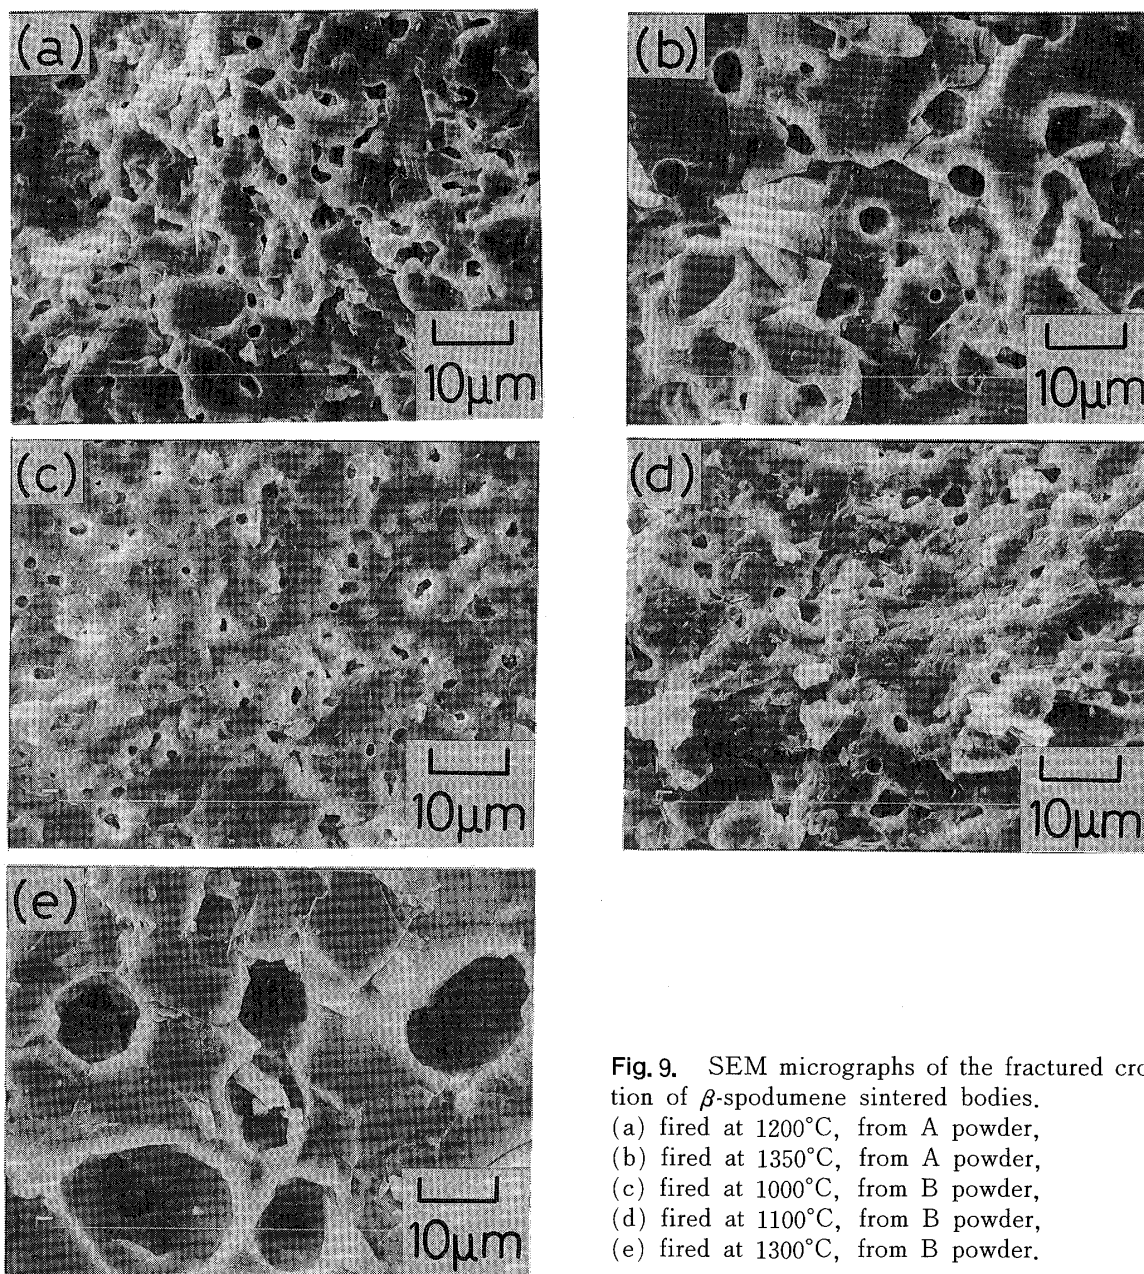 (a)
10μm
(b)
10μm
(c)
10μm
(d)
10μm
(e)
10μm
Fig. 9. SEM micrographs of the fractured cro
tion of β-spodumene sintered bodies.
(a) fired at 1200°C, from A powder,
(b) fired at 1350°C, from A powder,
(c) fired at 1000°C, from B powder,
(d) fired at 1100°C, from B powder,
(e) fired at 1300°C, from B powder.